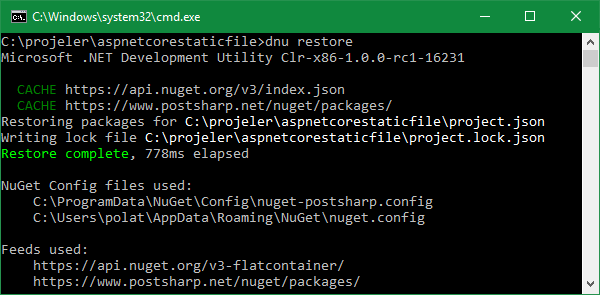 C:\Windows\system32\cmd.exe
C:\projeler\aspnetcorestaticfile>dnu restore
Microsoft .NET Development Utility Clr-x86-1.0.0-rc1-16231
CACHE https://api.nuget.org/v3/index.json
CACHE https://www.postsharp.net/nuget/packages/
Restoring packages for C:\projeler\aspnetcorestaticfile\project.json
Writing lock file C:\projeler\aspnetcorestaticfile\project.lock.json
Restore complete, 778ms elapsed
NuGet Config files used:
C:\ProgramData\NuGet\Config\nuget-postsharp.config
C:\Users\polat\AppData\Roaming\NuGet\nuget.config
Feeds used:
https://api.nuget.org/v3-flatcontainer/
https://www.postsharp.net/nuget/packages/